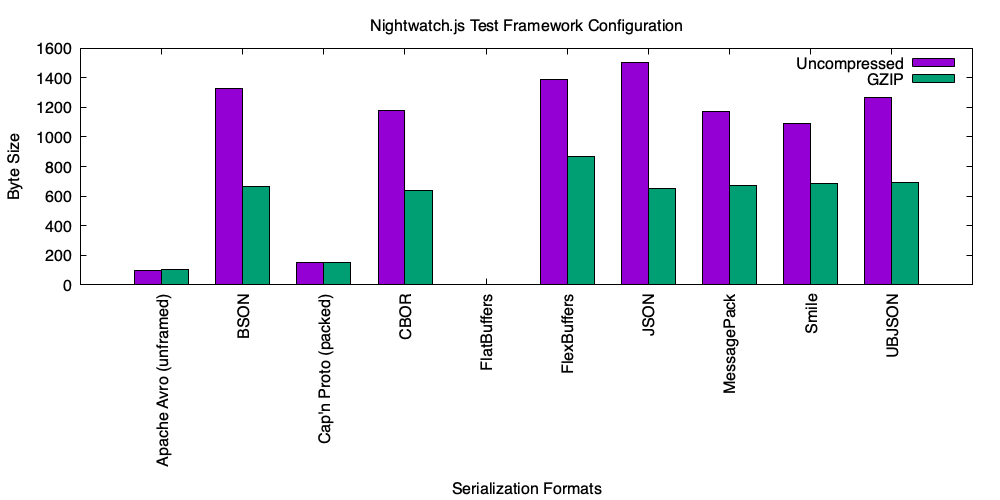 Nightwatch.js Test Framework Configuration
1600
1400
1200
1000
800
600
400
200
0
Byte Size
Uncompressed
GZIP
Apache Avro (unframed)
BSON
Cap'n Proto (packed)
CBOR
FlatBuffers
FlexBuffers
JSON
MessagePack
Smile
UBJSON
Serialization Formats